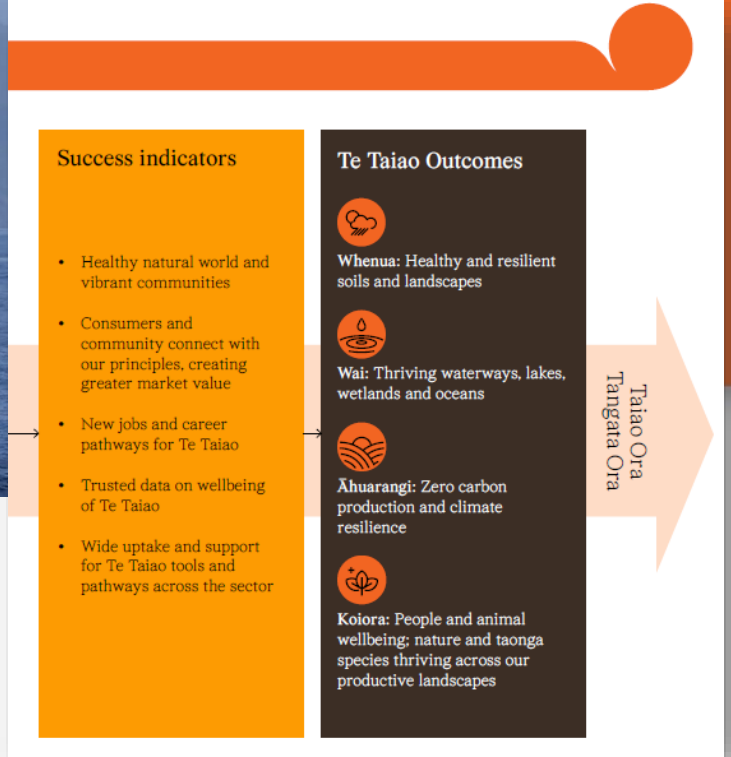 Success indicators
• Healthy natural world and
vibrant communities
• Consumers and
community connect with
our principles, creating
greater market value
• New jobs and career
pathways for Te Taiao
• Trusted data on wellbeing
of Te Taiao
• Wide uptake and support
for Te Taiao tools and
pathways across the sector
Te Taiao Outcomes
Whenua: Healthy and resilient
soils and landscapes
Wai: Thriving waterways, lakes,
wetlands and oceans
Āhuarangi: Zero carbon
production and climate
resilience
Koiora: People and animal
wellbeing; nature and taonga
species thriving across our
productive landscapes
Taiao Ora
Tangata Ora